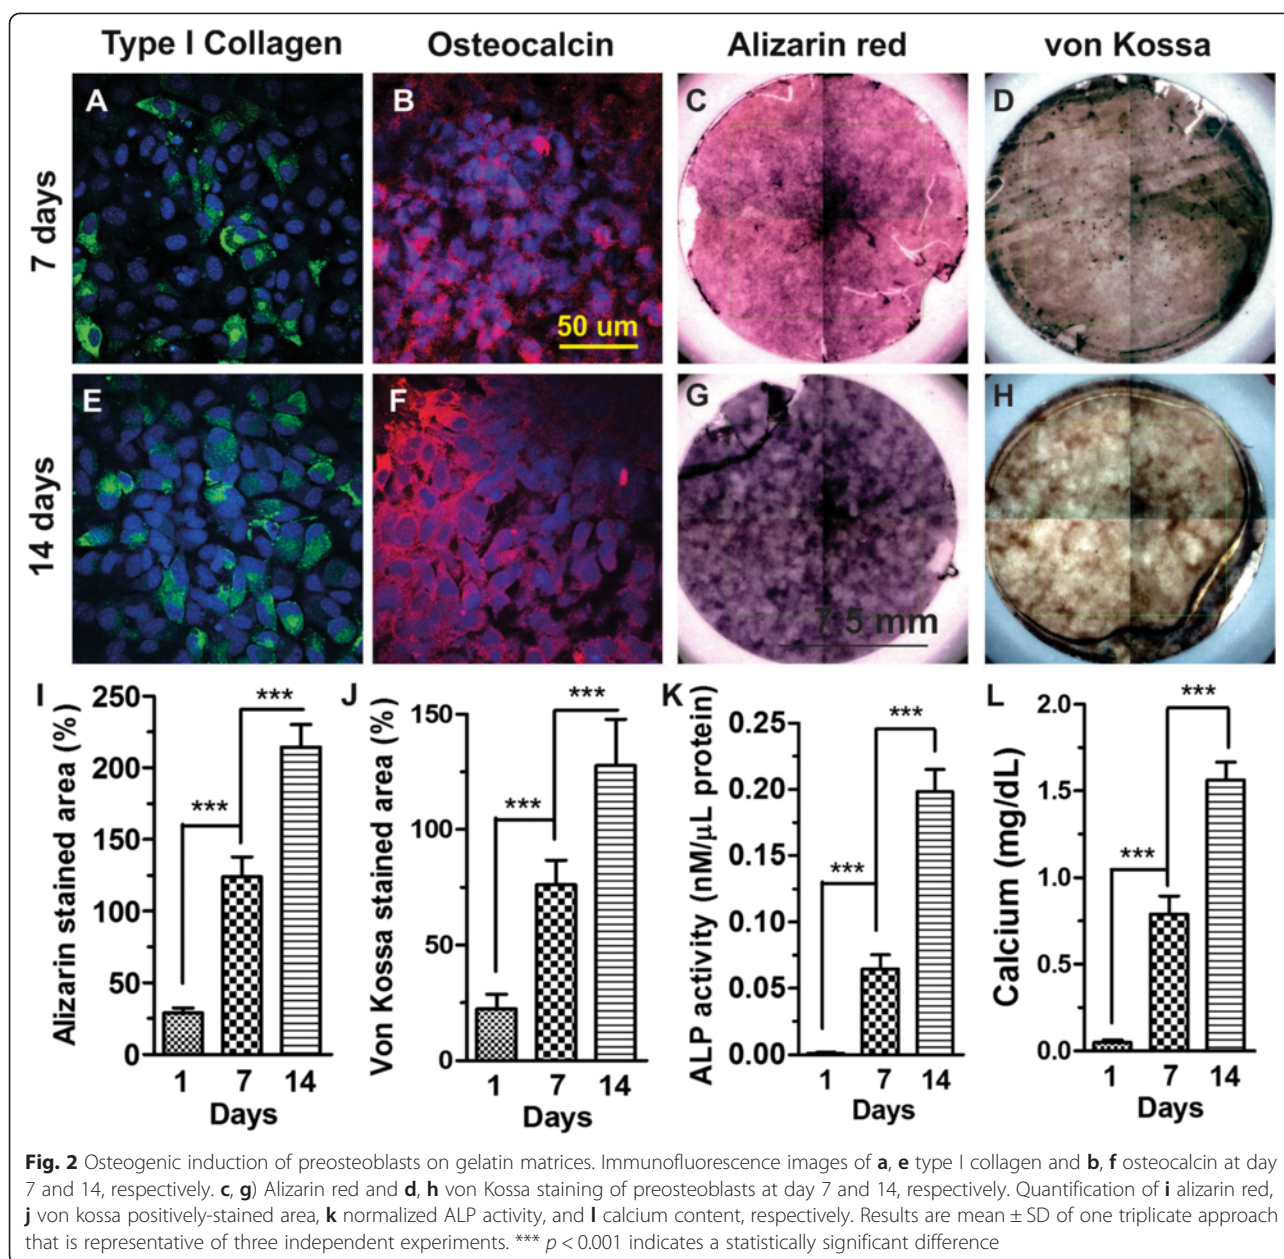 Type I Collagen Osteocalcin Alizarin red von Kossa
7 days
A B C D
50 um
14 days
E F G H
7.5 mm
I
Alizarin stained area (%)
250
200
150
100
50
0
***
***
1 7 14
Days
J
Von Kossa stained area (%)
150
100
50
0
***
***
1 7 14
Days
K
ALP activity (nM/µL protein)
0.25
0.20
0.15
0.10
0.05
0.00
***
***
1 7 14
Days
L
Calcium (mg/dL)
2.0
1.5
1.0
0.5
0.0
***
***
1 7 14
Days
Fig. 2 Osteogenic induction of preosteoblasts on gelatin matrices. Immunofluorescence images of a, e type I collagen and b, f osteocalcin at day
7 and 14, respectively. c, g) Alizarin red and d, h von Kossa staining of preosteoblasts at day 7 and 14, respectively. Quantification of i alizarin red,
j von kossa positively-stained area, k normalized ALP activity, and l calcium content, respectively. Results are mean ± SD of one triplicate approach
that is representative of three independent experiments. *** p < 0.001 indicates a statistically significant difference